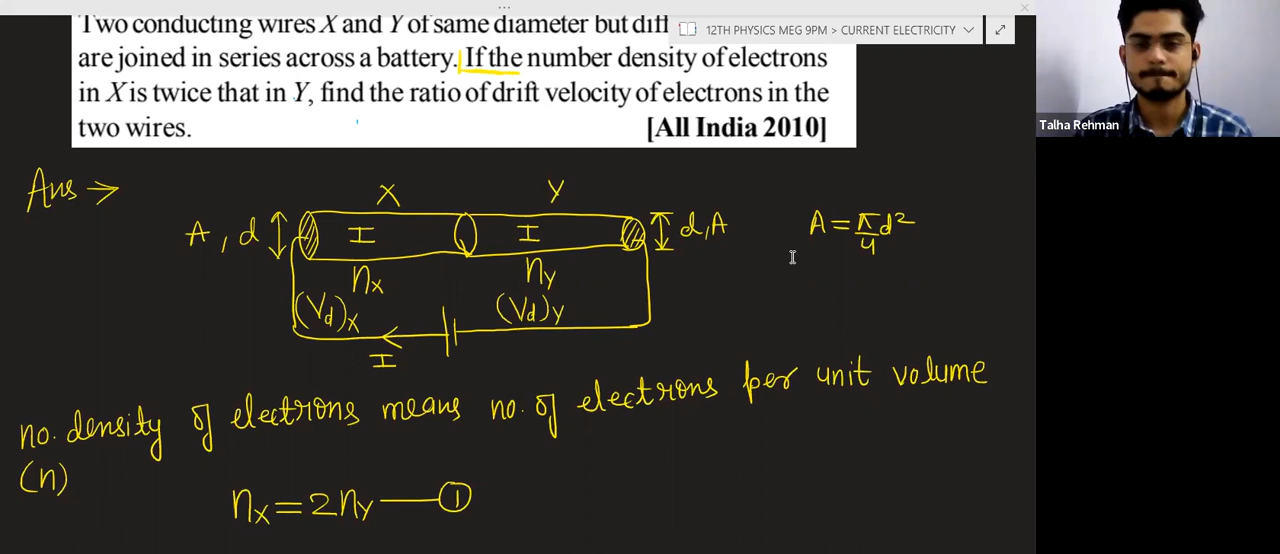 Two conducting wires X and Y of same diameter but diff
12TH PHYSICS MEG 9PM > CURRENT ELECTRICITY
are joined in series across a battery. If the number density of electrons
in X is twice that in Y, find the ratio of drift velocity of electrons in the
two wires. [All India 2010]
Talha Rehman
Ans →
X Y
A, d I I d, A A = π/4 d²
nx ny
(Vd)x (Vd)y
I
no. density of electrons means no. of electrons per unit volume
(n)
nx = 2ny — ①